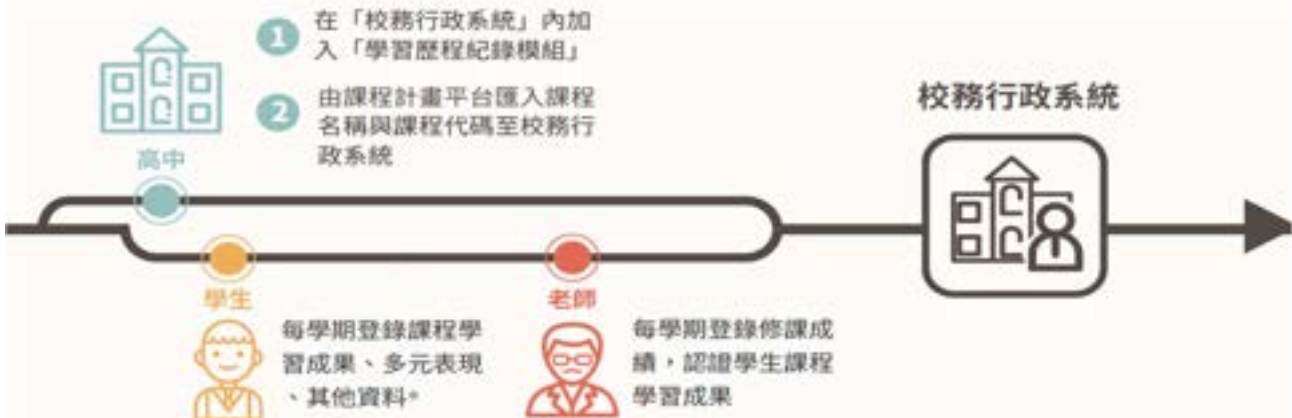 1
在「校務行政系統」內加
入「學習歷程紀錄模組」
2
由課程計畫平台匯入課程
名稱與課程代碼至校務行
政系統
高中
校務行政系統
學生
每學期登錄課程學
習成果、多元表現
、其他資料*
老師
每學期登錄修課成
績,認證學生課程
學習成果